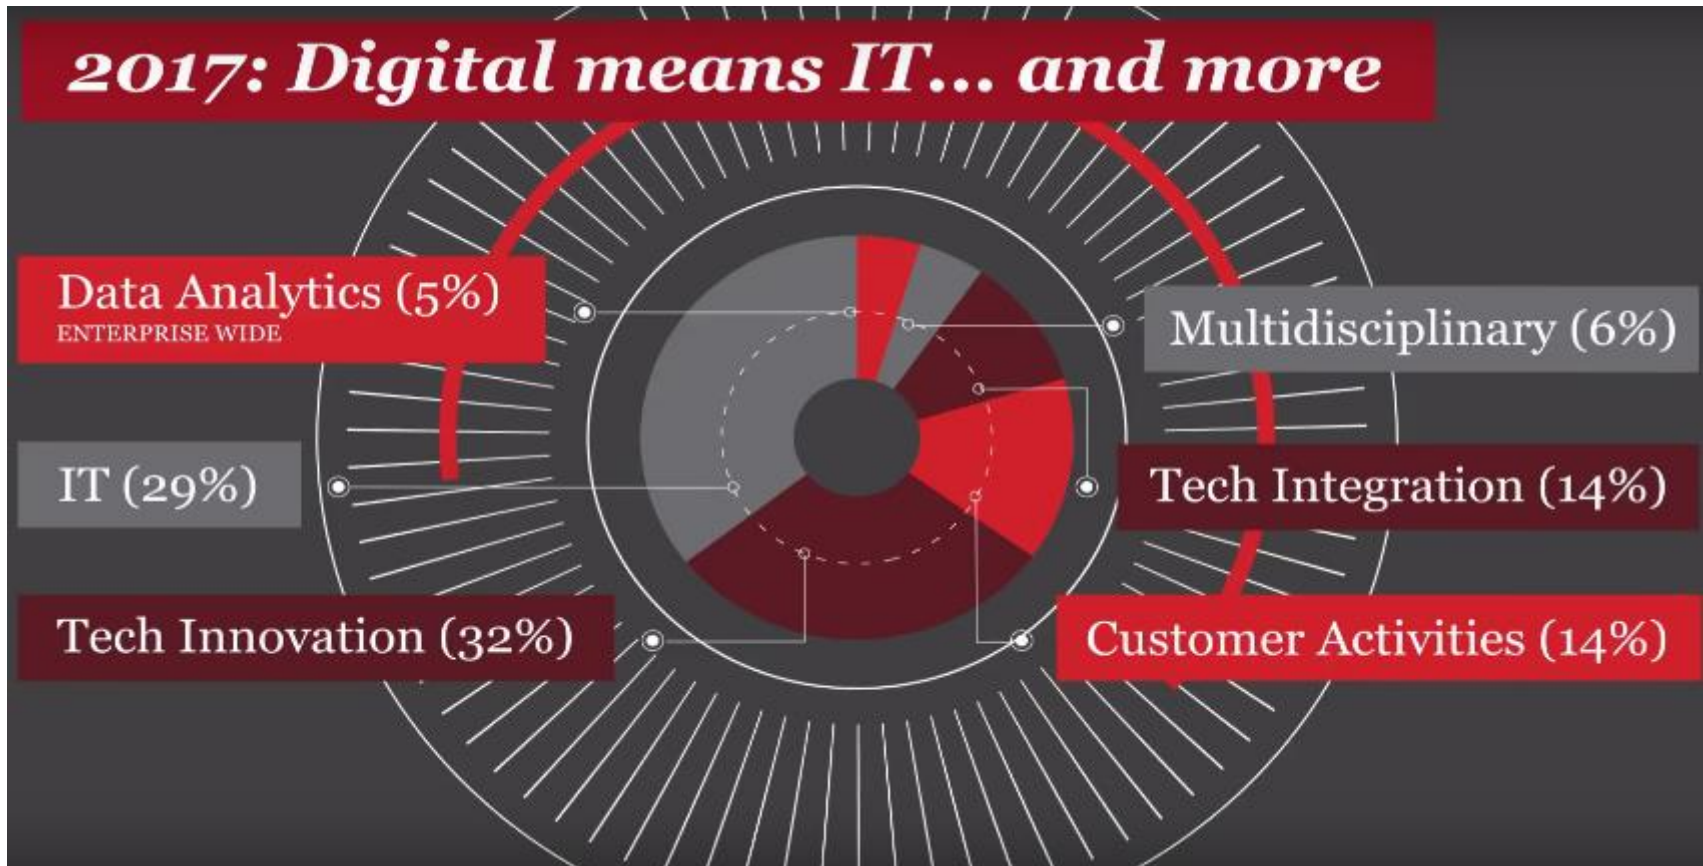 2017: Digital means IT... and more
Data Analytics (5%)
ENTERPRISE WIDE
IT (29%)
Tech Innovation (32%)
Multidisciplinary (6%)
Tech Integration (14%)
Customer Activities (14%)